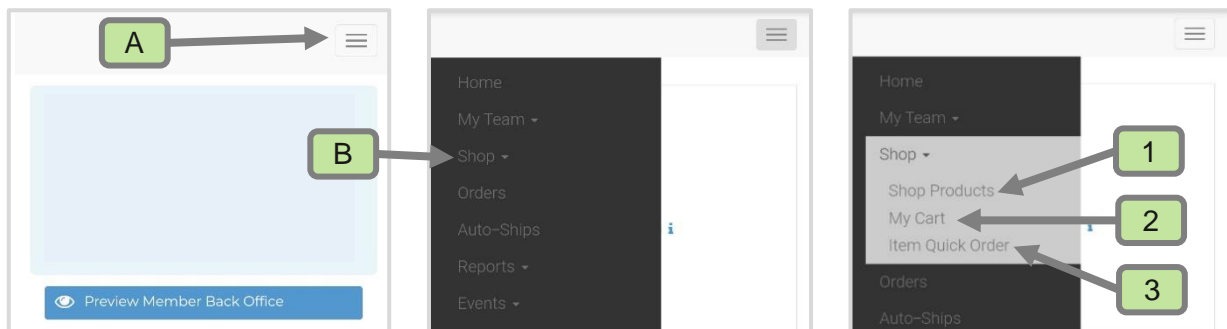 A
Preview Member Back Office
B
Home
My Team
Shop
Orders
Auto-Ships
i
Reports
Events
Home
My Team
Shop
1
Shop Products
My Cart
2
i
Item Quick Order
3
Orders
Auto-Ships